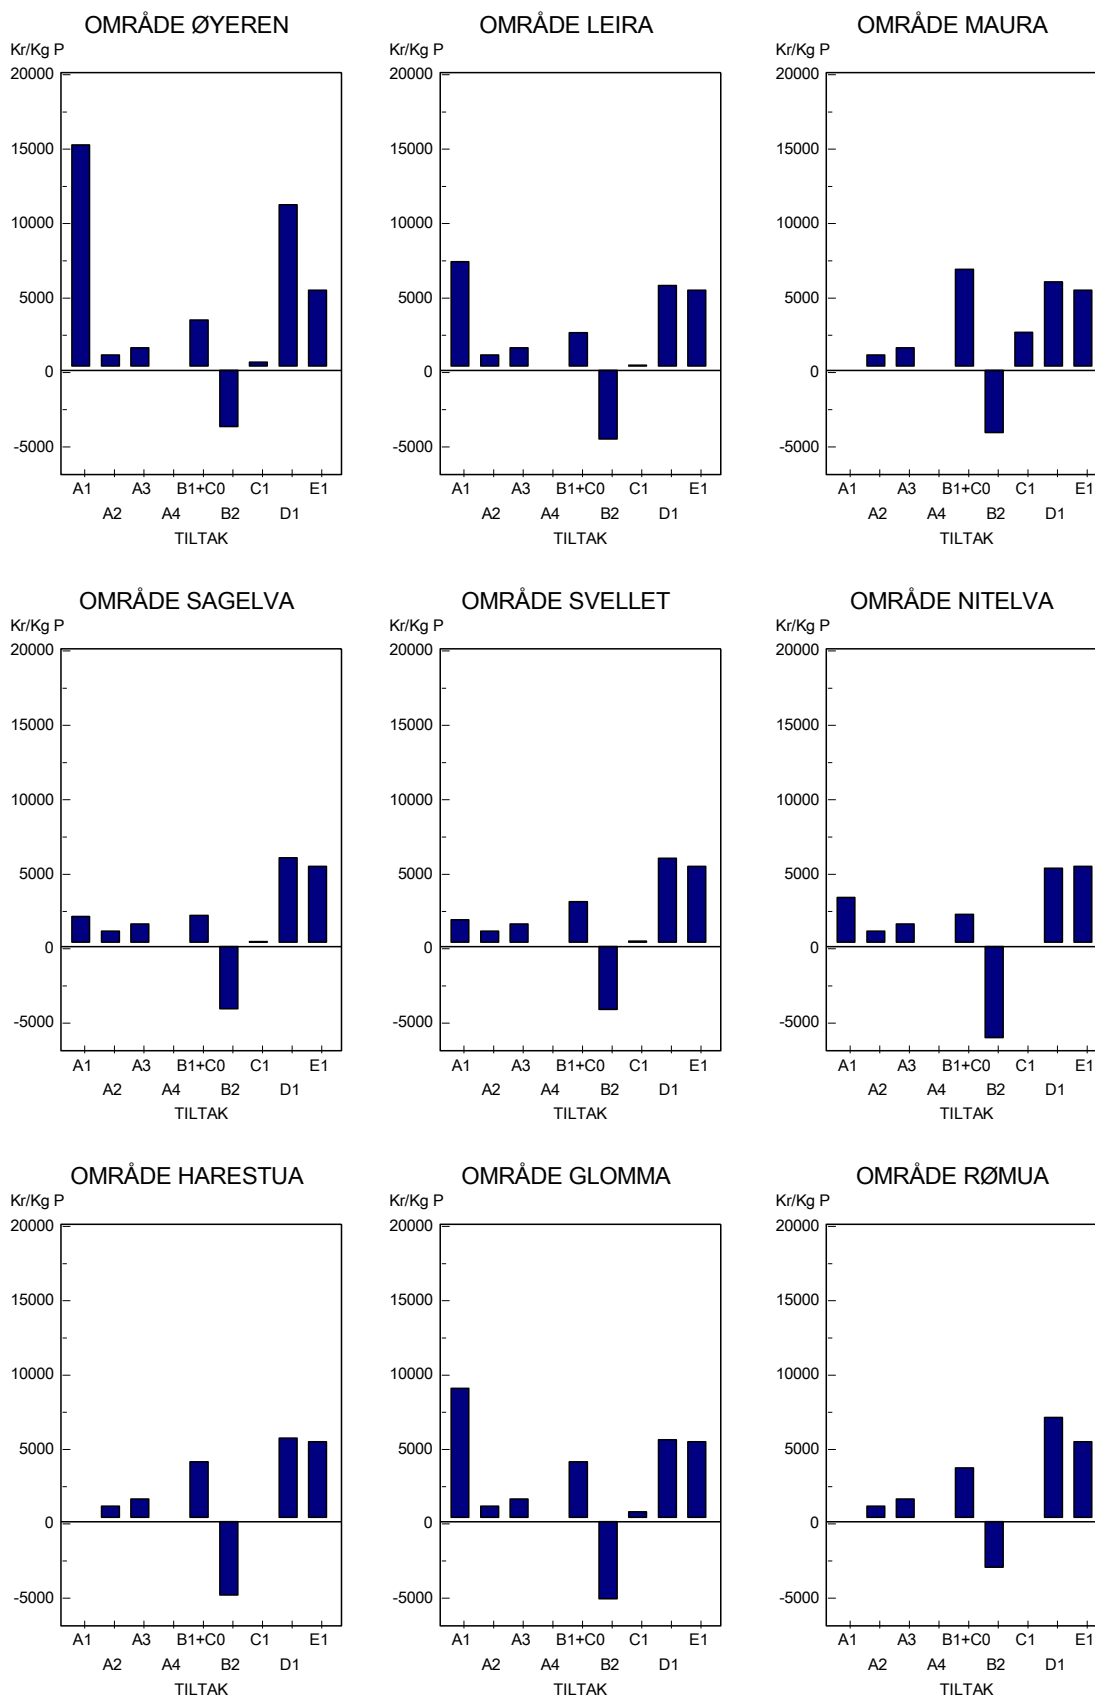 OMRÅDE ØYEREN
Kr/Kg P
20000
15000
10000
5000
0
-5000
A1 A3 B1+C0 C1 E1
A2 A4 B2 D1
TILTAK
OMRÅDE LEIRA
Kr/Kg P
20000
15000
10000
5000
0
-5000
A1 A3 B1+C0 C1 E1
A2 A4 B2 D1
TILTAK
OMRÅDE MAURA
Kr/Kg P
20000
15000
10000
5000
0
-5000
A1 A3 B1+C0 C1 E1
A2 A4 B2 D1
TILTAK
OMRÅDE SAGELVA
Kr/Kg P
20000
15000
10000
5000
0
-5000
A1 A3 B1+C0 C1 E1
A2 A4 B2 D1
TILTAK
OMRÅDE SVELLET
Kr/Kg P
20000
15000
10000
5000
0
-5000
A1 A3 B1+C0 C1 E1
A2 A4 B2 D1
TILTAK
OMRÅDE NITELVA
Kr/Kg P
20000
15000
10000
5000
0
-5000
A1 A3 B1+C0 C1 E1
A2 A4 B2 D1
TILTAK
OMRÅDE HARESTUA
Kr/Kg P
20000
15000
10000
5000
0
-5000
A1 A3 B1+C0 C1 E1
A2 A4 B2 D1
TILTAK
OMRÅDE GLOMMA
Kr/Kg P
20000
15000
10000
5000
0
-5000
A1 A3 B1+C0 C1 E1
A2 A4 B2 D1
TILTAK
OMRÅDE RØMUA
Kr/Kg P
20000
15000
10000
5000
0
-5000
A1 A3 B1+C0 C1 E1
A2 A4 B2 D1
TILTAK